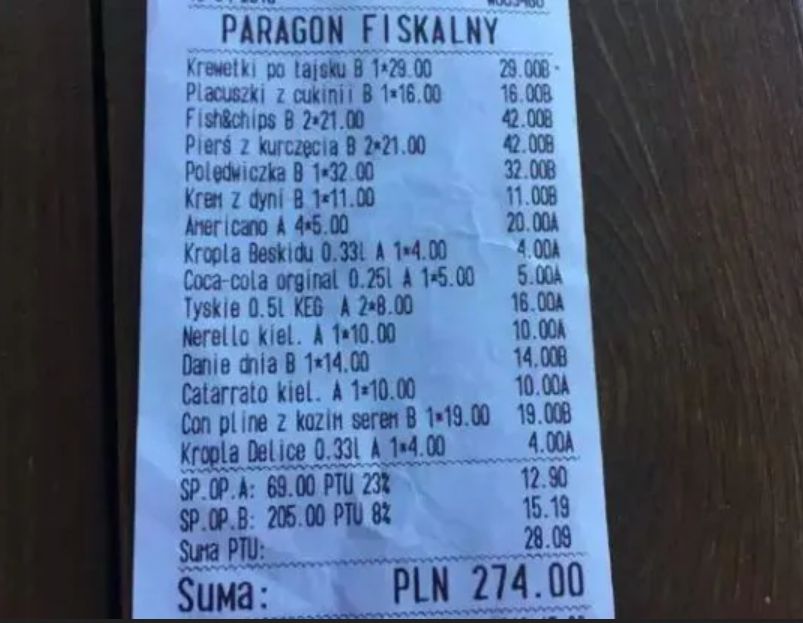 PARAGON FISKALNY
Krewetki po tajsku B 1*29.00 29.00B
Placuszki z cukinii B 1*16.00 16.00B
Fish&chips B 2*21.00 42.00B
Pierś z kurczęcia B 2*21.00 42.00B
Polędwiczka B 1*32.00 32.00B
Krem z dyni B 1*11.00 11.00B
Americano A 4*5.00 20.00A
Kropla Beskidu 0.33l A 1*4.00 4.00A
Coca-cola orginal 0.25l A 1*5.00 5.00A
Tyskie 0.5l KEG A 2*8.00 16.00A
Nerello kiel. A 1*10.00 10.00A
Danie dnia B 1*14.00 14.00B
Catarrato kiel. A 1*10.00 10.00A
Con pline z kozim serem B 1*19.00 19.00B
Kropla Delice 0.33l A 1*4.00 4.00A
SP.OP.A: 69.00 PTU 23% 12.90
SP.OP.B: 205.00 PTU 8% 15.19
Suma PTU: 28.09
Suma: PLN 274.00